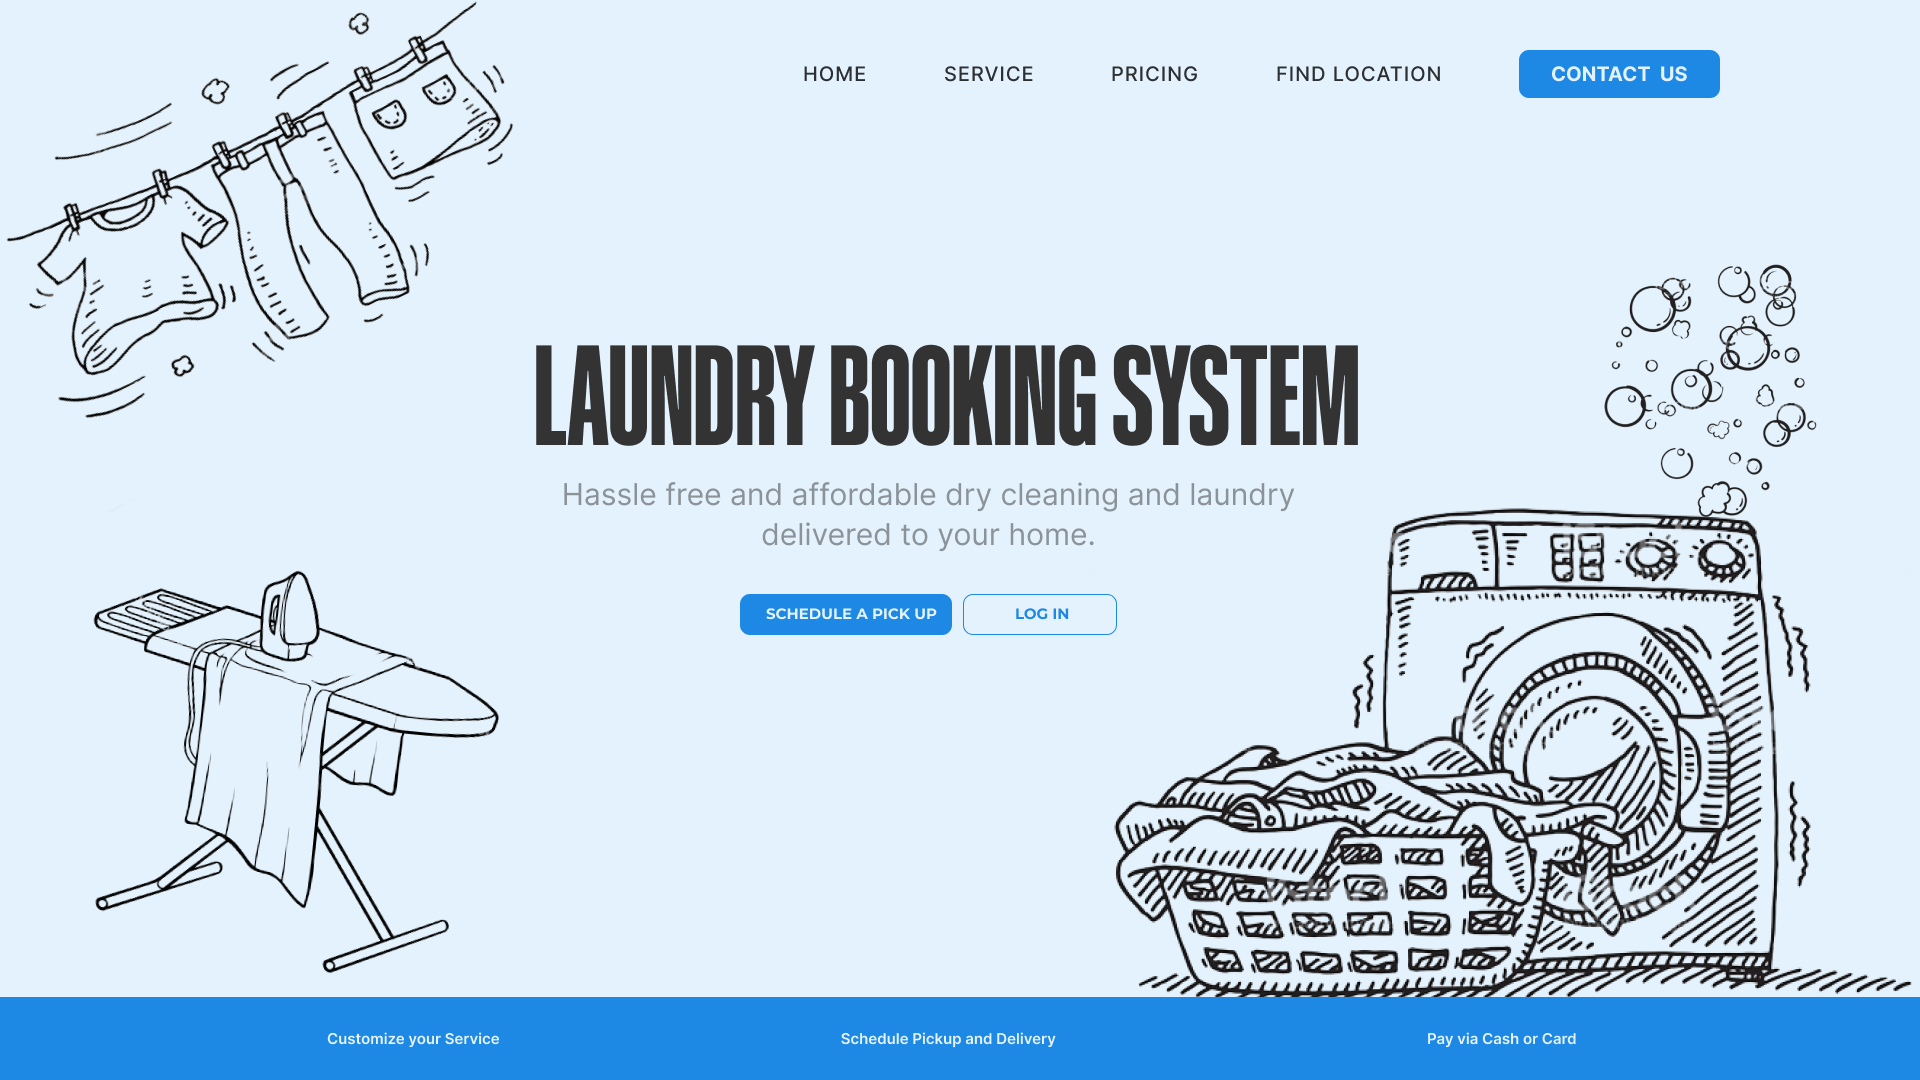 HOME
SERVICE
PRICING
FIND LOCATION
CONTACT US
LAUNDRY BOOKING SYSTEM
Hassle free and affordable dry cleaning and laundry
delivered to your home.
SCHEDULE A PICK UP
LOG IN
Customize your Service
Schedule Pickup and Delivery
Pay via Cash or Card